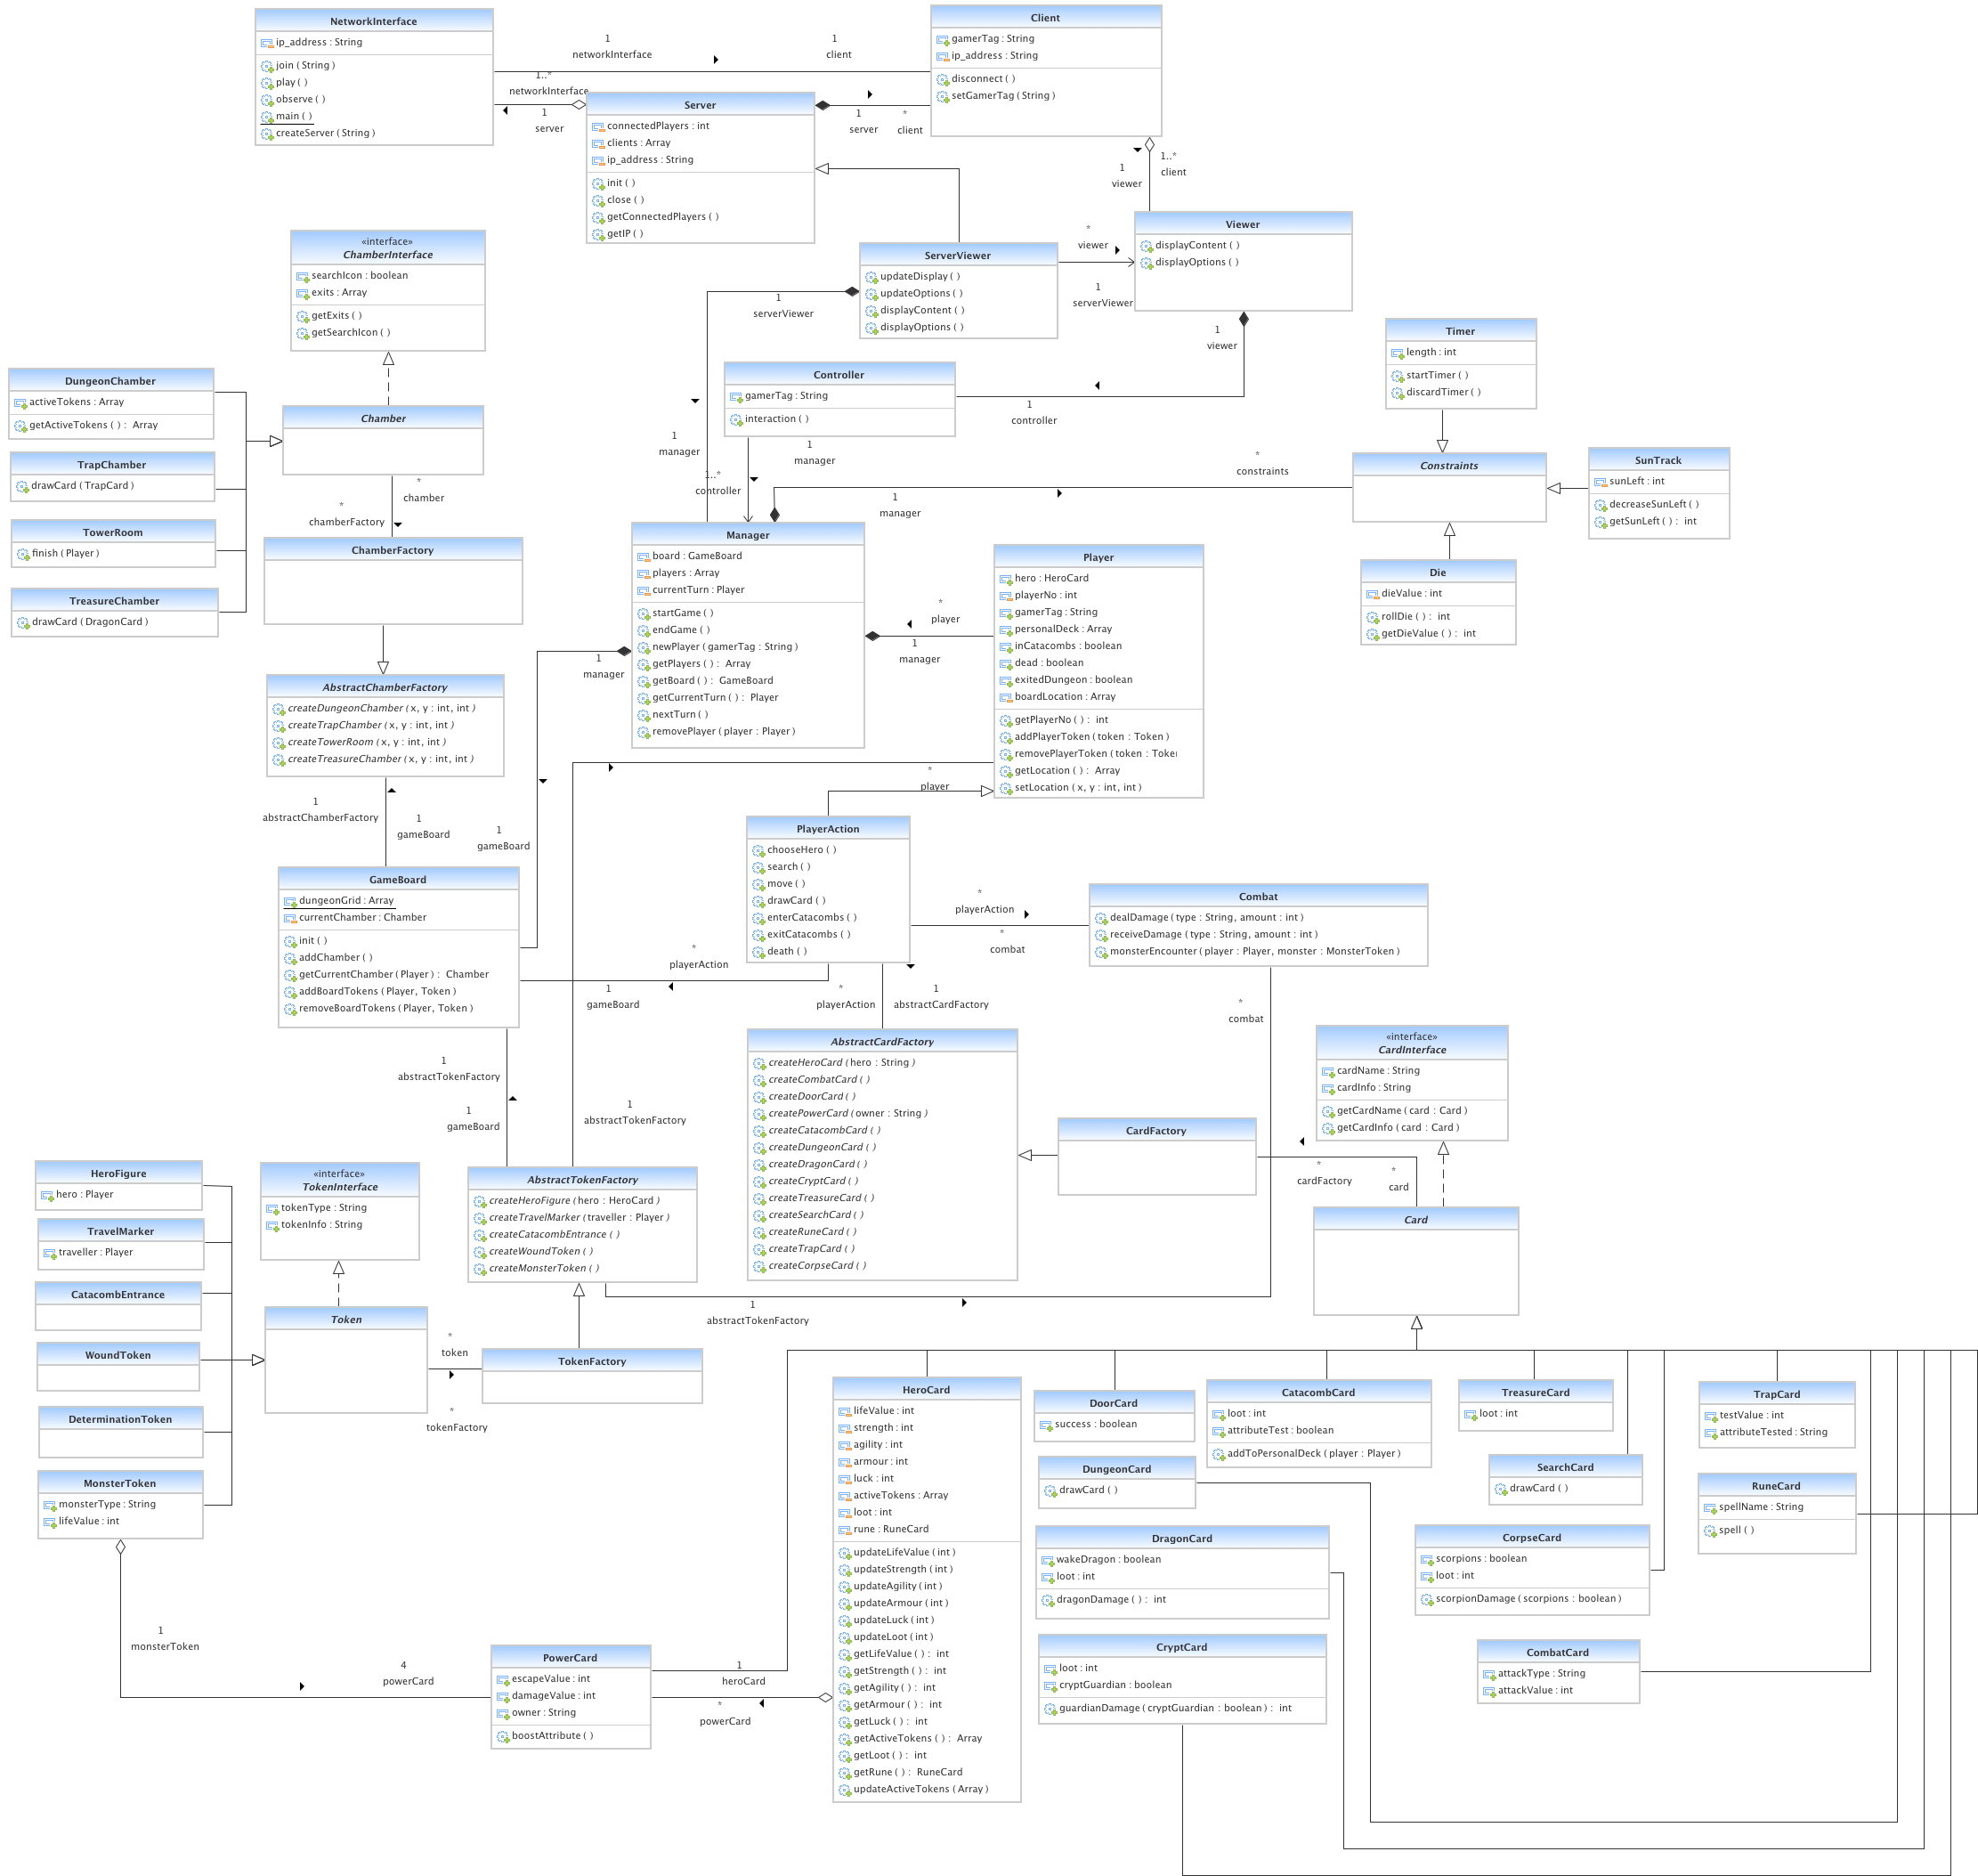 NetworkInterface
ip_address : String
join ( String )
play ( )
observe ( )
main ( )
createServer ( String )
1
networkInterface
1
client
1..*
networkInterface
1
server
Client
gamerTag : String
ip_address : String
disconnect ( )
setGamerTag ( String )
Server
connectedPlayers : int
clients : Array
ip_address : String
init ( )
close ( )
getConnectedPlayers ( )
getIP ( )
1
server
*
client
1..*
client
1
viewer
Viewer
displayContent ( )
displayOptions ( )
ServerViewer
updateDisplay ( )
updateOptions ( )
displayContent ( )
displayOptions ( )
*
viewer
1
serverViewer
1
serverViewer
1
viewer
«interface»
ChamberInterface
searchIcon : boolean
exits : Array
getExits ( )
getSearchIcon ( )
Timer
length : int
startTimer ( )
discardTimer ( )
Controller
gamerTag : String
interaction ( )
1
controller
1
manager
1
manager
1..*
controller
DungeonChamber
activeTokens : Array
getActiveTokens ( ) : Array
Chamber
TrapChamber
drawCard ( TrapCard )
TowerRoom
finish ( Player )
TreasureChamber
drawCard ( DragonCard )
*
chamber
*
chamberFactory
ChamberFactory
*
constraints
1
manager
Constraints
SunTrack
sunLeft : int
decreaseSunLeft ( )
getSunLeft ( ) : int
Die
dieValue : int
rollDie ( ) : int
getDieValue ( ) : int
Manager
board : GameBoard
players : Array
currentTurn : Player
startGame ( )
endGame ( )
newPlayer ( gamerTag : String )
getPlayers ( ) : Array
getBoard ( ) : GameBoard
getCurrentTurn ( ) : Player
nextTurn ( )
removePlayer ( player : Player )
*
player
1
manager
1
manager
Player
hero : HeroCard
playerNo : int
gamerTag : String
personalDeck : Array
inCatacombs : boolean
dead : boolean
exitedDungeon : boolean
boardLocation : Array
getPlayerNo ( ) : int
addPlayerToken ( token : Token )
removePlayerToken ( token : Token
getLocation ( ) : Array
setLocation ( x, y : int, int )
*
player
AbstractChamberFactory
createDungeonChamber ( x, y : int, int )
createTrapChamber ( x, y : int, int )
createTowerRoom ( x, y : int, int )
createTreasureChamber ( x, y : int, int )
1
abstractChamberFactory
1
gameBoard
1
gameBoard
PlayerAction
chooseHero ( )
search ( )
move ( )
drawCard ( )
enterCatacombs ( )
exitCatacombs ( )
death ( )
GameBoard
dungeonGrid : Array
currentChamber : Chamber
init ( )
addChamber ( )
getCurrentChamber ( Player ) : Chamber
addBoardTokens ( Player, Token )
removeBoardTokens ( Player, Token )
*
playerAction
*
combat
Combat
dealDamage ( type : String, amount : int )
receiveDamage ( type : String, amount : int )
monsterEncounter ( player : Player, monster : MonsterToken )
*
playerAction
1
gameBoard
*
playerAction
1
abstractCardFactory
*
combat
1
abstractTokenFactory
1
gameBoard
1
abstractTokenFactory
AbstractCardFactory
createHeroCard ( hero : String )
createCombatCard ( )
createDoorCard ( )
createPowerCard ( owner : String )
createCatacombCard ( )
createDungeonCard ( )
createDragonCard ( )
createCryptCard ( )
createTreasureCard ( )
createSearchCard ( )
createRuneCard ( )
createTrapCard ( )
createCorpseCard ( )
«interface»
CardInterface
cardName : String
cardInfo : String
getCardName ( card : Card )
getCardInfo ( card : Card )
CardFactory
*
cardFactory
*
card
Card
HeroFigure
hero : Player
TravelMarker
traveller : Player
CatacombEntrance
WoundToken
DeterminationToken
MonsterToken
monsterType : String
lifeValue : int
«interface»
TokenInterface
tokenType : String
tokenInfo : String
Token
AbstractTokenFactory
createHeroFigure ( hero : HeroCard )
createTravelMarker ( traveller : Player )
createCatacombEntrance ( )
createWoundToken ( )
createMonsterToken ( )
1
abstractTokenFactory
*
token
*
tokenFactory
TokenFactory
HeroCard
lifeValue : int
strength : int
agility : int
armour : int
luck : int
activeTokens : Array
loot : int
rune : RuneCard
updateLifeValue ( int )
updateStrength ( int )
updateAgility ( int )
updateArmour ( int )
updateLuck ( int )
updateLoot ( int )
getLifeValue ( ) : int
getStrength ( ) : int
getAgility ( ) : int
getArmour ( ) : int
getLuck ( ) : int
getActiveTokens ( ) : Array
getLoot ( ) : int
getRune ( ) : RuneCard
updateActiveTokens ( Array )
DoorCard
success : boolean
CatacombCard
loot : int
attributeTest : boolean
addToPersonalDeck ( player : Player )
TreasureCard
loot : int
TrapCard
testValue : int
attributeTested : String
DungeonCard
drawCard ( )
SearchCard
drawCard ( )
RuneCard
spellName : String
spell ( )
DragonCard
wakeDragon : boolean
loot : int
dragonDamage ( ) : int
CorpseCard
scorpions : boolean
loot : int
scorpionDamage ( scorpions : boolean )
CryptCard
loot : int
cryptGuardian : boolean
guardianDamage ( cryptGuardian : boolean ) : int
CombatCard
attackType : String
attackValue : int
1
monsterToken
4
powerCard
PowerCard
escapeValue : int
damageValue : int
owner : String
boostAttribute ( )
1
heroCard
*
powerCard